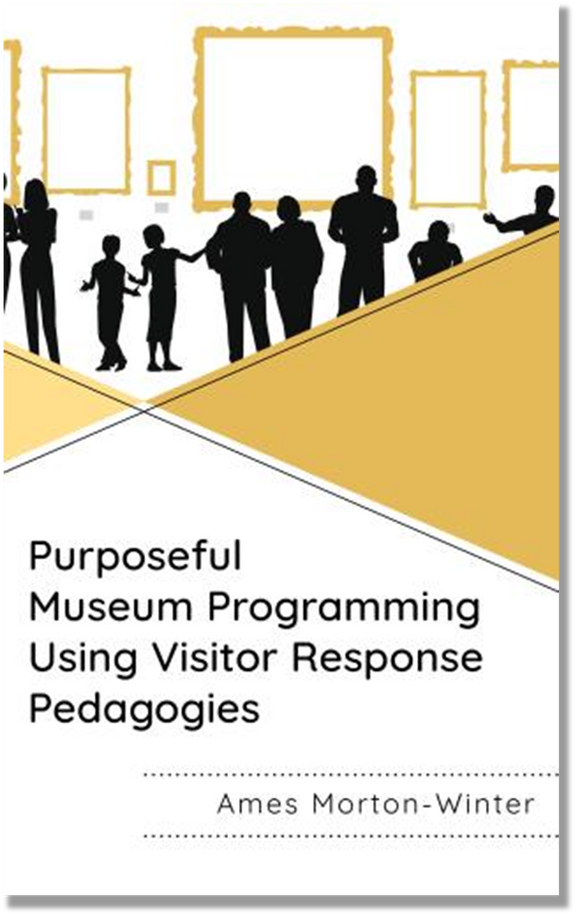 Purposeful
Museum Programming
Using Visitor Response
Pedagogies
Ames Morton-Winter